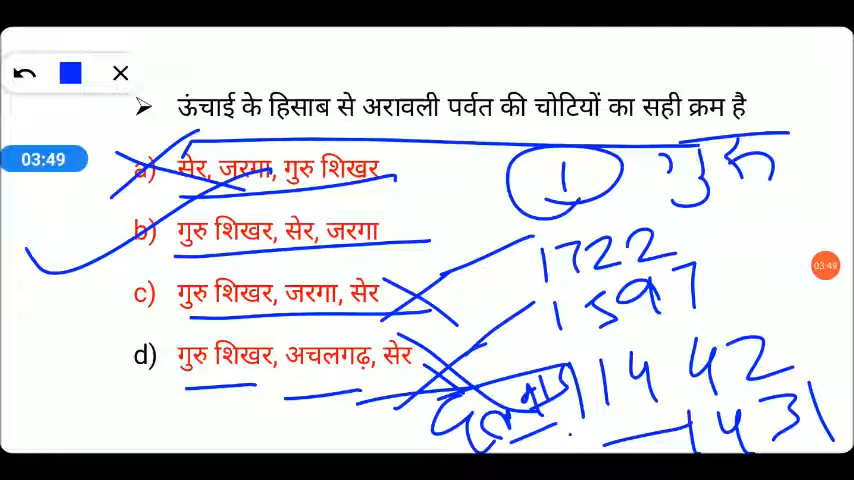 ऊंचाई के हिसाब से अरावली पर्वत की चोटियों का सही क्रम है
03:49
a) सेर, जरगा, गुरु शिखर
1 गुरु
b) गुरु शिखर, सेर, जरगा
1722
03:49
c) गुरु शिखर, जरगा, सेर
1597
d) गुरु शिखर, अचलगढ़, सेर
1442
1431